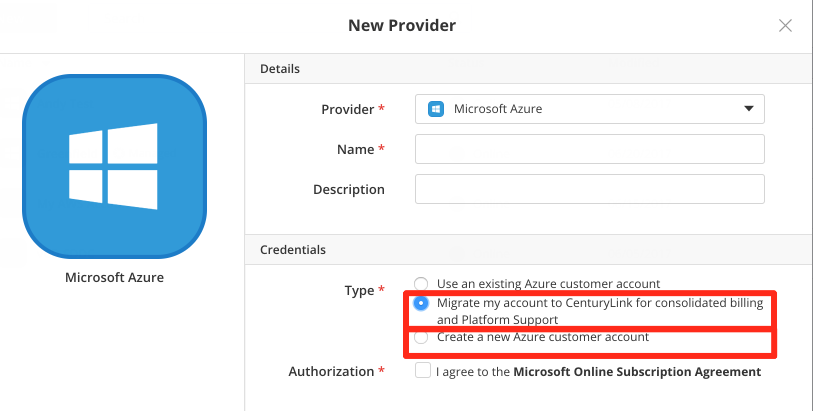 New Provider
Details
Provider *
Microsoft Azure
Name *
Description
Microsoft Azure
Credentials
Type *
Use an existing Azure customer account
Migrate my account to CenturyLink for consolidated billing
and Platform Support
Create a new Azure customer account
Authorization *
I agree to the Microsoft Online Subscription Agreement